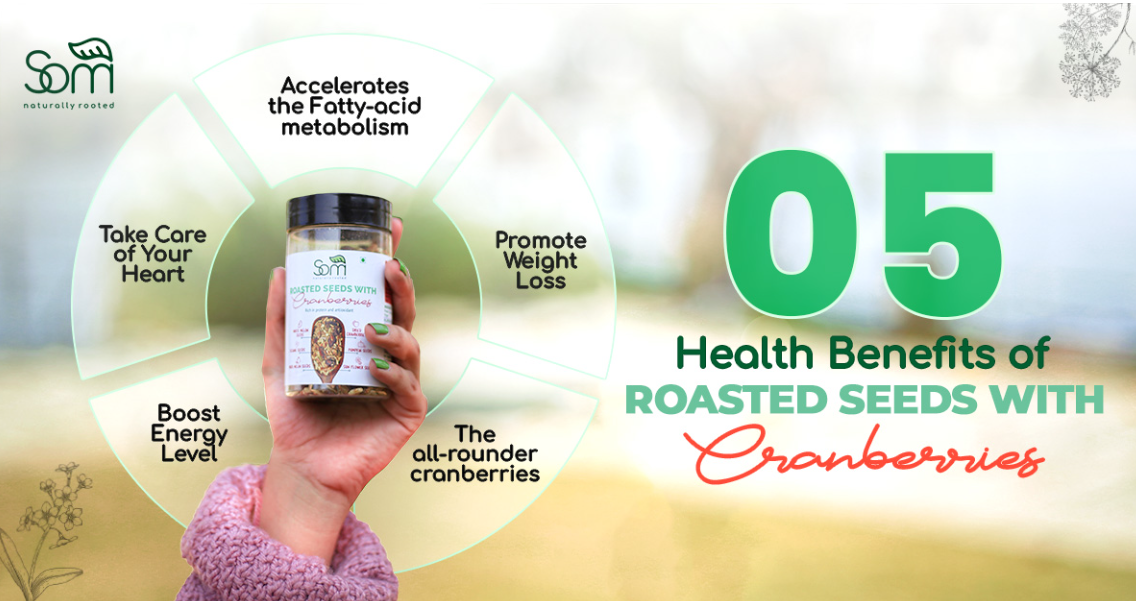 Som
naturally rooted
Accelerates
the Fatty-acid
metabolism
Take Care
of Your
Heart
Promote
Weight
Loss
Boost
Energy
Level
The
all-rounder
cranberries
Som
ROASTED SEEDS WITH
Cranberries
05
Health Benefits of
ROASTED SEEDS WITH
Cranberries